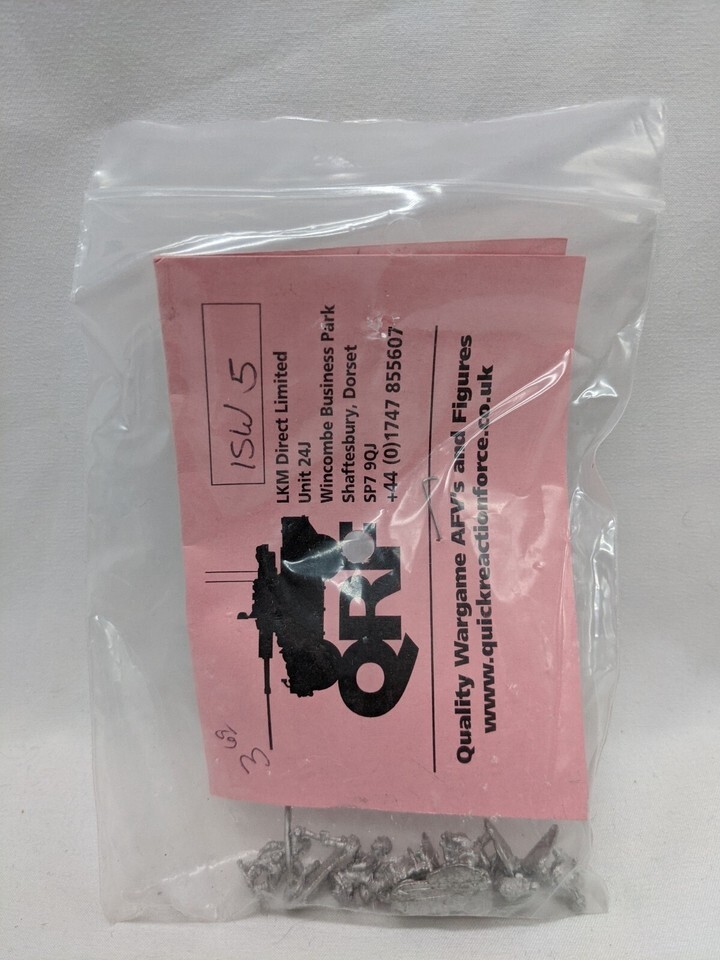 ISW 5
LKM Direct Limited
Unit 24J
Wincombe Business Park
Shaftesbury, Dorset
SP7 9QJ
+44 (0)1747 855607
QRF
Quality Wargame AFV's and Figures
www.quickreactionforce.co.uk